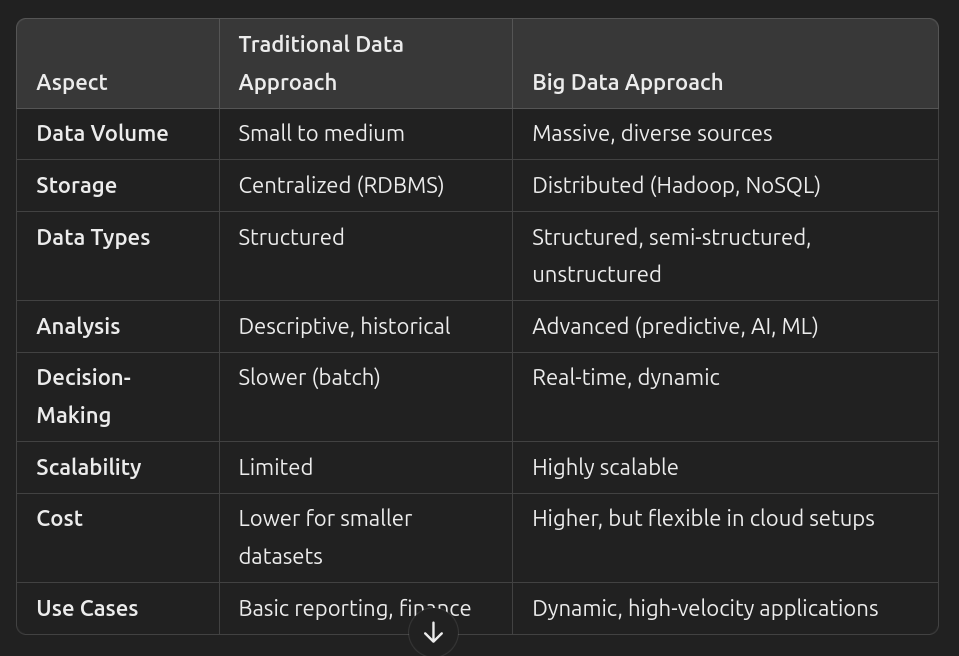 Aspect
Traditional Data
Approach
Big Data Approach
Data Volume
Small to medium
Massive, diverse sources
Storage
Centralized (RDBMS)
Distributed (Hadoop, NoSQL)
Data Types
Structured
Structured, semi-structured,
unstructured
Analysis
Descriptive, historical
Advanced (predictive, AI, ML)
Decision-
Making
Slower (batch)
Real-time, dynamic
Scalability
Limited
Highly scalable
Cost
Lower for smaller
datasets
Higher, but flexible in cloud setups
Use Cases
Basic reporting, finance
Dynamic, high-velocity applications